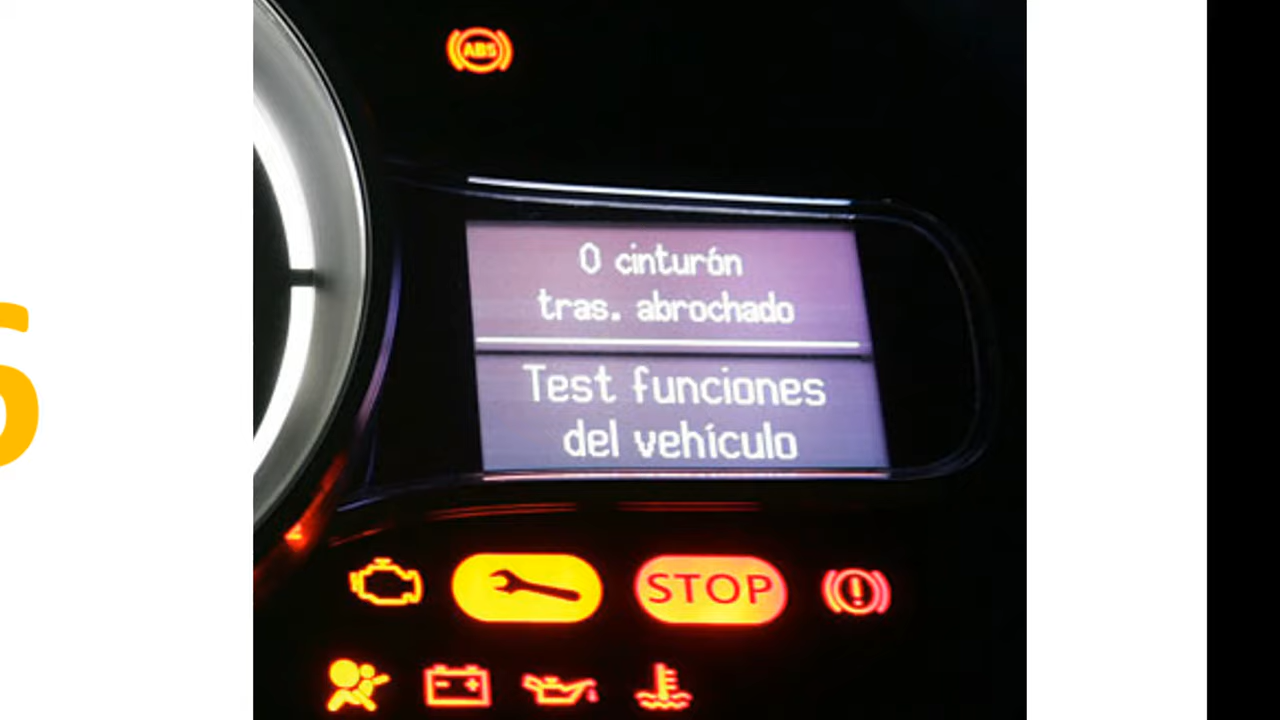 ABS
0 cinturón
tras. abrochado
Test funciones
del vehículo
STOP